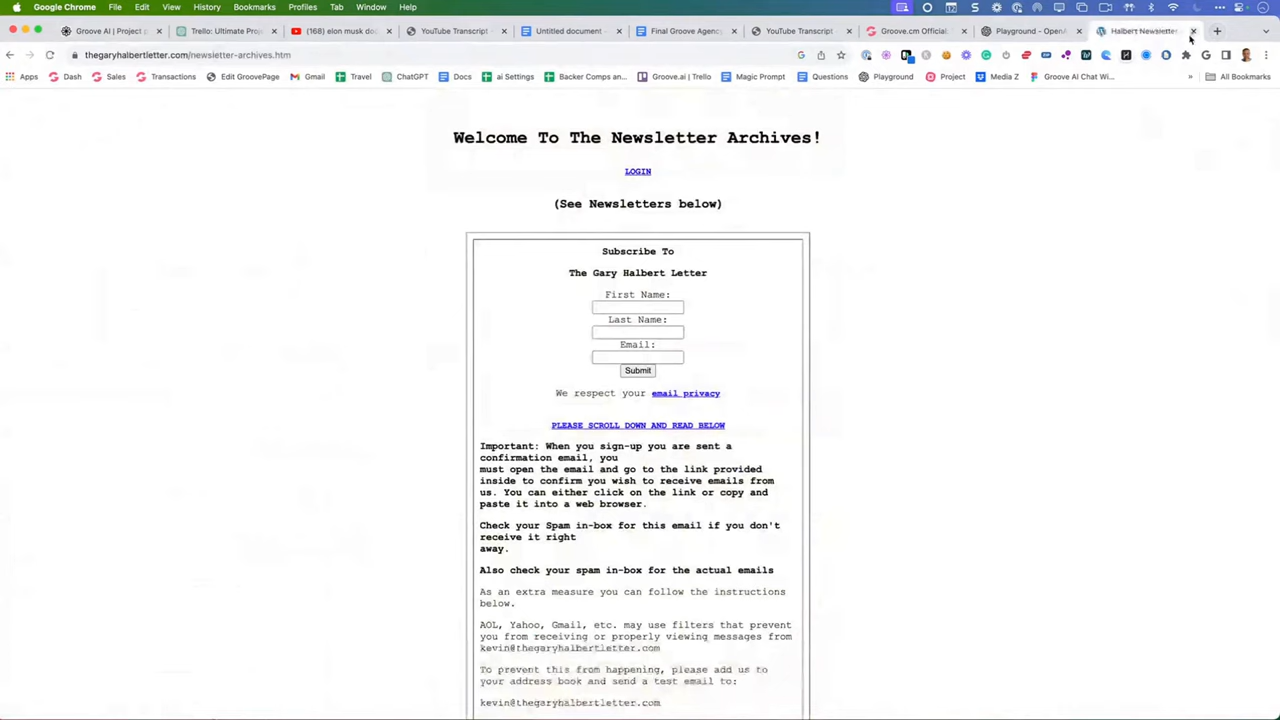 Google Chrome File Edit View History Bookmarks Profiles Tab Window Help
Groove AI | Project p
Trello: Ultimate Proj
(168) elon musk do
YouTube Transcript
Untitled document -
Final Groove Agency
YouTube Transcript
Groove.cm Official
Playground - OpenA
Halbert Newsletter
thegaryhalbertletter.com/newsletter-archives.htm
Apps Dash Sales Transactions Edit GroovePage Gmail Travel ChatGPT Docs ai Settings Backer Comps an... Groove.ai | Trello Magic Prompt Questions Playground Project Media Z Groove AI Chat Wi... » All Bookmarks
Welcome To The Newsletter Archives!
LOGIN
(See Newsletters below)
Subscribe To
The Gary Halbert Letter
First Name:
Last Name:
Email:
Submit
We respect your email privacy
PLEASE SCROLL DOWN AND READ BELOW
Important: When you sign-up you are sent a
confirmation email, you
must open the email and go to the link provided
inside to confirm you wish to receive emails from
us. You can either click on the link or copy and
paste it into a web browser.
Check your Spam in-box for this email if you don't
receive it right
away.
Also check your spam in-box for the actual emails
As an extra measure you can follow the instructions
below.
AOL, Yahoo, Gmail, etc. may use filters that prevent
you from receiving or properly viewing messages from
kevin@thegaryhalbertletter.com
To prevent this from happening, please add us to
your address book and send a test email to:
kevin@thegaryhalbertletter.com